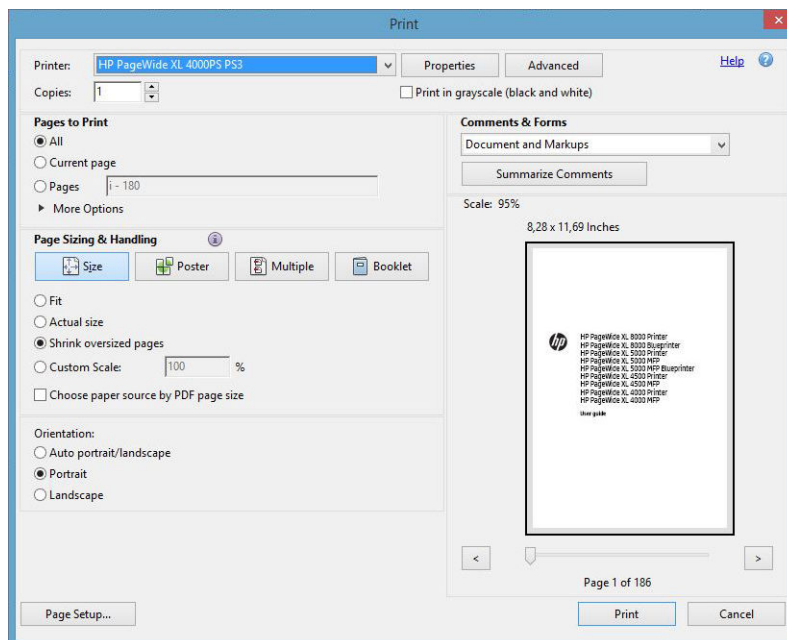 Print
Printer: HP PageWide XL 4000PS PS3 Properties Advanced Help ?
Copies: 1 Print in grayscale (black and white)
Pages to Print
All
Current page
Pages i - 180
More Options
Comments & Forms
Document and Markups
Summarize Comments
Page Sizing & Handling i
Size Poster Multiple Booklet
Fit
Actual size
Shrink oversized pages
Custom Scale: 100 %
Choose paper source by PDF page size
Orientation:
Auto portrait/landscape
Portrait
Landscape
Scale: 95%
8,28 x 11,69 Inches
hp
HP PageWide XL 8000 Printer
HP PageWide XL 8000 Blueprinter
HP PageWide XL 5000 Printer
HP PageWide XL 5000 MFP
HP PageWide XL 5000 MFP Blueprinter
HP PageWide XL 4500 Printer
HP PageWide XL 4500 MFP
HP PageWide XL 4000 Printer
HP PageWide XL 4000 MFP
User guide
< >
Page 1 of 186
Page Setup... Print Cancel